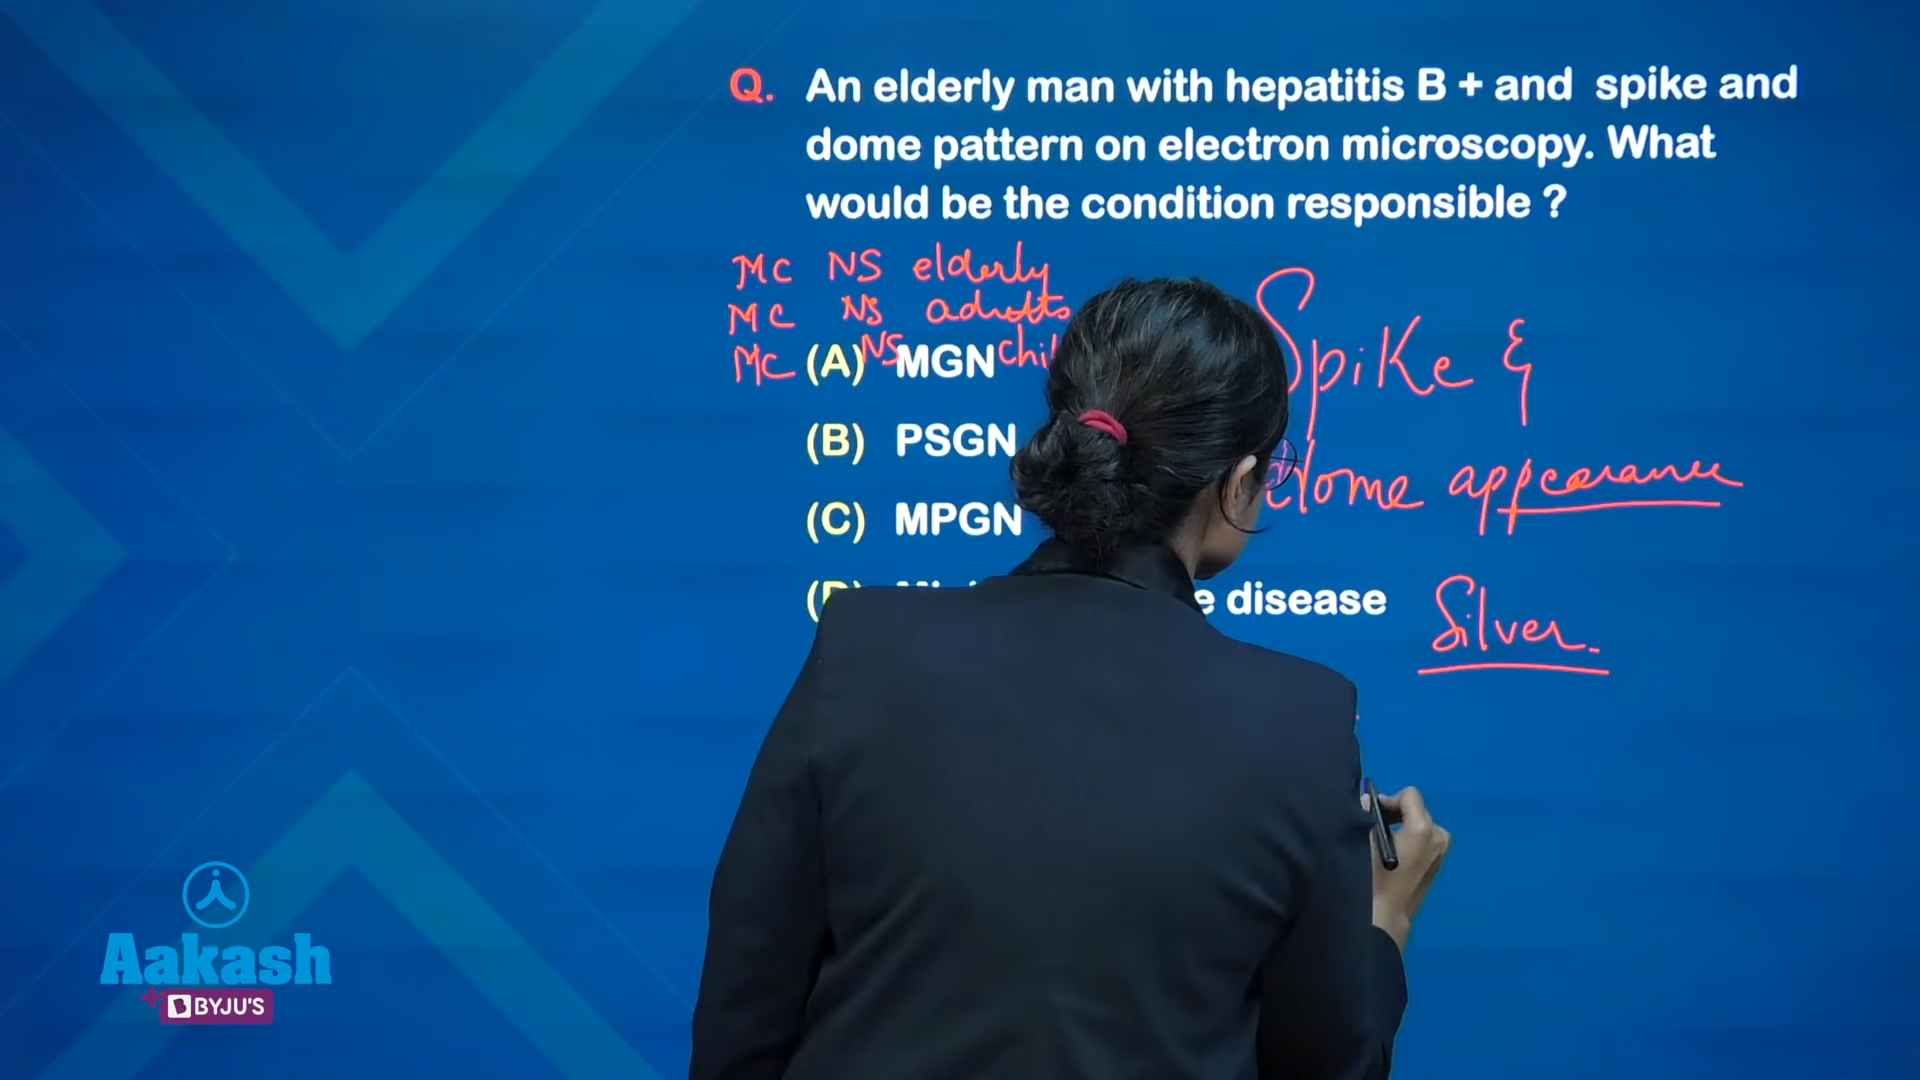 Q. An elderly man with hepatitis B + and spike and
dome pattern on electron microscopy. What
would be the condition responsible ?
MC NS elderly
MC NS adults
MC NS chil
(A) MGN
(B) PSGN
(C) MPGN
disease
Spike &
dome appearance
Silver.
Aakash
+ BYJU'S